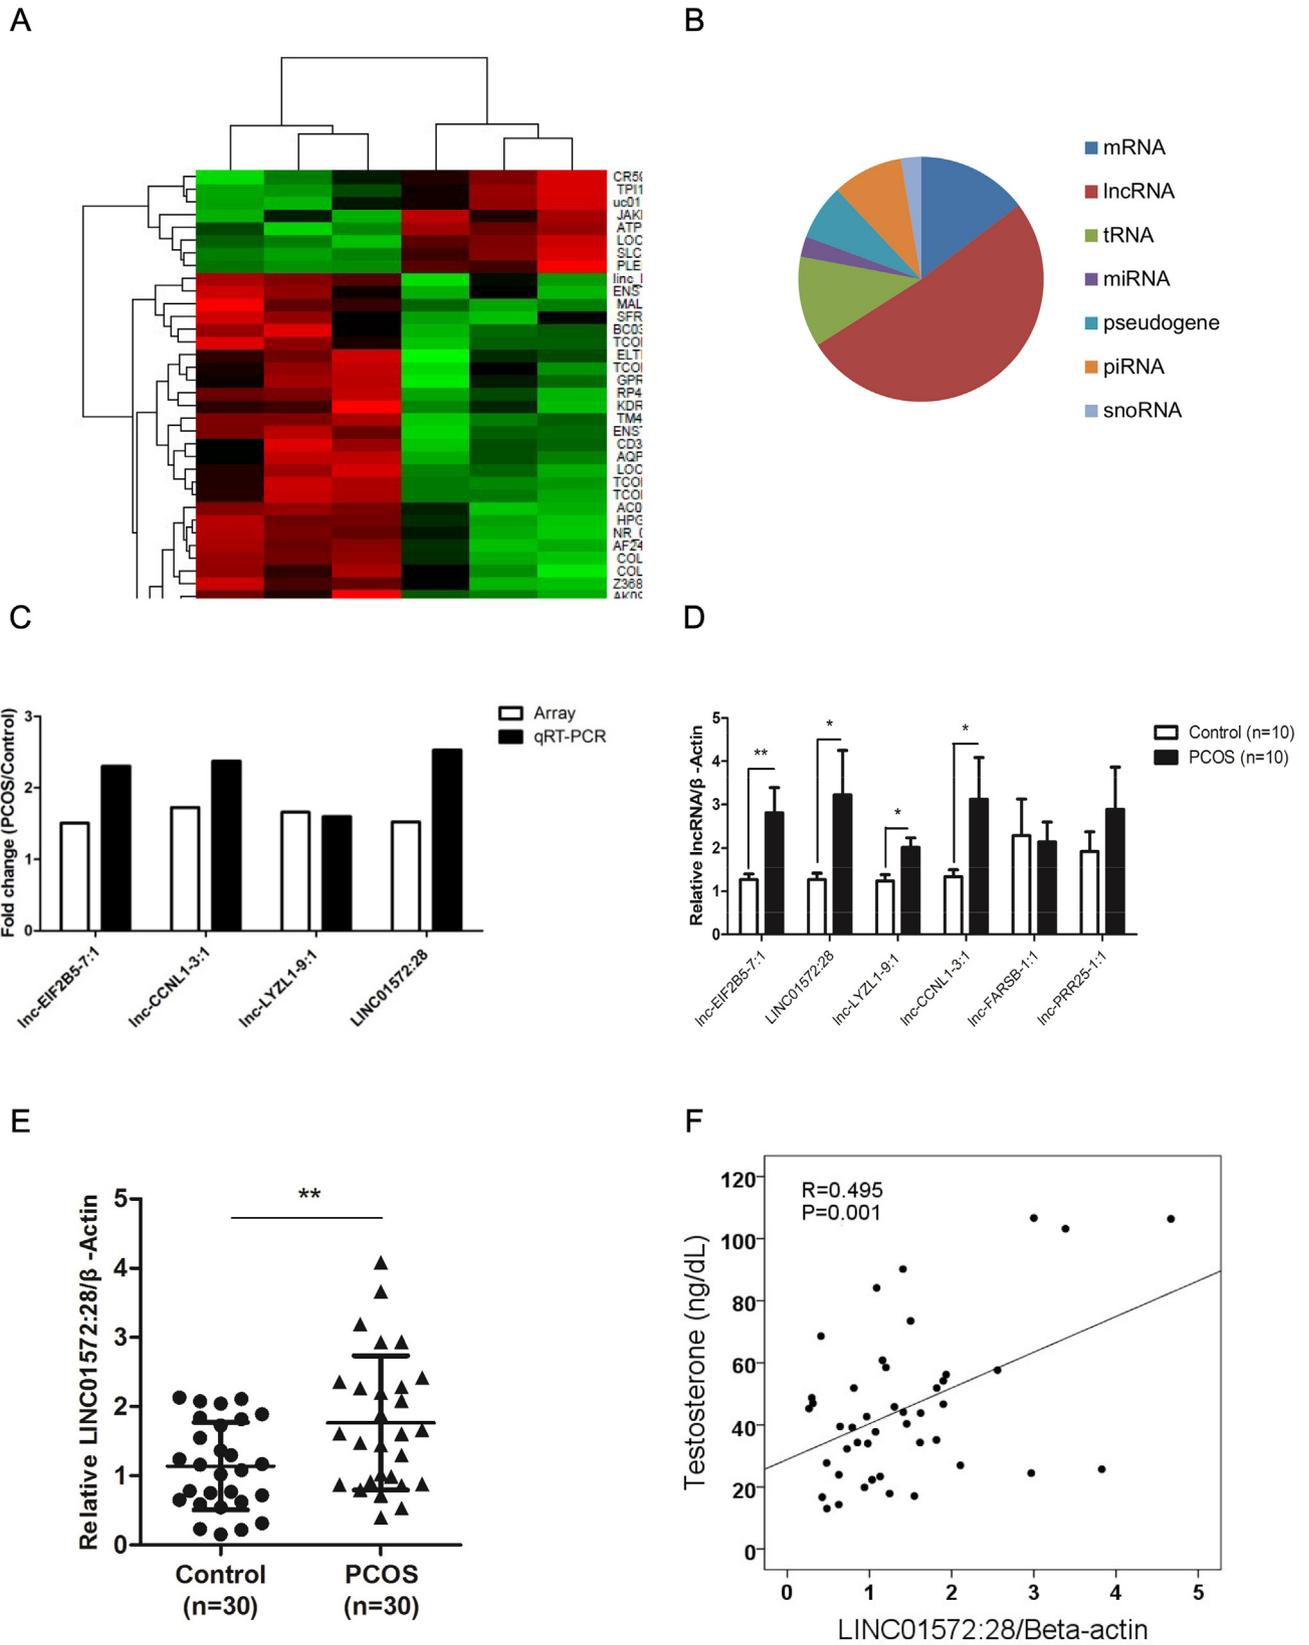 A
CR50
TPI1
uc01
JAKI
ATP
LOC
SLC
PLE
linc_
ENS
MAL
SFR
BC03
TCO
ELT
TCO
GPR
RP4
KDR
TM4
ENS
CD3
AQP
LOC
TCO
TCO
AC0
HPG
NR_0
AF24
COL
COL
Z368
AK09
B
mRNA
lncRNA
tRNA
miRNA
pseudogene
piRNA
snoRNA
C
Fold change (PCOS/Control)
3
2
1
0
Array
qRT-PCR
lnc-EIF2B5-7:1
lnc-CCNL1-3:1
lnc-LYZL1-9:1
LINC01572:28
D
Relative lncRNA/β -Actin
5
4
3
2
1
0
**
*
*
*
Control (n=10)
PCOS (n=10)
lnc-EIF2B5-7:1
LINC01572:28
lnc-LYZL1-9:1
lnc-CCNL1-3:1
lnc-FARSB-1:1
lnc-PRR25-1:1
E
Relative LINC01572:28/β -Actin
5
4
3
2
1
0
**
Control
(n=30)
PCOS
(n=30)
F
Testosterone (ng/dL)
120
100
80
60
40
20
0
R=0.495
P=0.001
0 1 2 3 4 5
LINC01572:28/Beta-actin